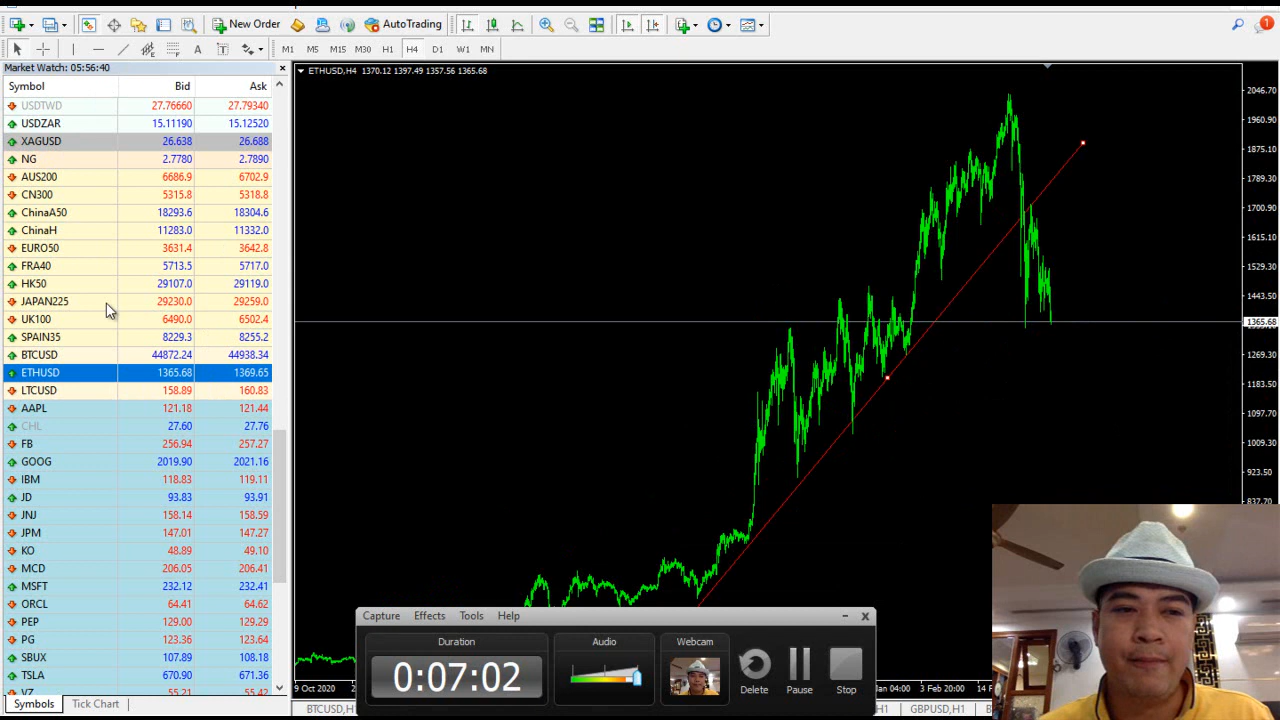 New Order
AutoTrading
1
A
T
M1 M5 M15 M30 H1 H4 D1 W1 MN
Market Watch: 05:56:40
Symbol Bid Ask
USDTWD 27.76660 27.79340
USDZAR 15.11190 15.12520
XAGUSD 26.638 26.688
NG 2.7780 2.7890
AUS200 6686.9 6702.9
CN300 5315.8 5318.8
ChinaA50 18293.6 18304.6
ChinaH 11283.0 11332.0
EURO50 3631.4 3642.8
FRA40 5713.5 5717.0
HK50 29107.0 29119.0
JAPAN225 29230.0 29259.0
UK100 6490.0 6502.4
SPAIN35 8229.3 8255.2
BTCUSD 44872.24 44938.34
ETHUSD 1365.68 1369.65
LTCUSD 158.89 160.83
AAPL 121.18 121.44
CHL 27.60 27.76
FB 256.94 257.27
GOOG 2019.90 2021.16
IBM 118.83 119.11
JD 93.83 93.91
JNJ 158.14 158.59
JPM 147.01 147.27
KO 48.89 49.10
MCD 206.05 206.41
MSFT 232.12 232.41
ORCL 64.41 64.62
PEP 129.00 129.29
PG 123.36 123.64
SBUX 107.89 108.18
TSLA 670.90 671.36
VZ 55.21 55.42
Symbols Tick Chart
ETHUSD,H4 1370.12 1397.49 1357.56 1365.68
2046.70
1960.90
1875.10
1789.30
1700.90
1615.10
1529.30
1443.50
1365.68
1269.30
1183.50
1097.70
1009.30
923.50
837.70
9 Oct 2020
Jan 04:00
3 Feb 20:00
14 F
BTCUSD,H
H1
GBPUSD,H1
Capture Effects Tools Help
Duration
0:07:02
Audio
Webcam
Delete
Pause
Stop